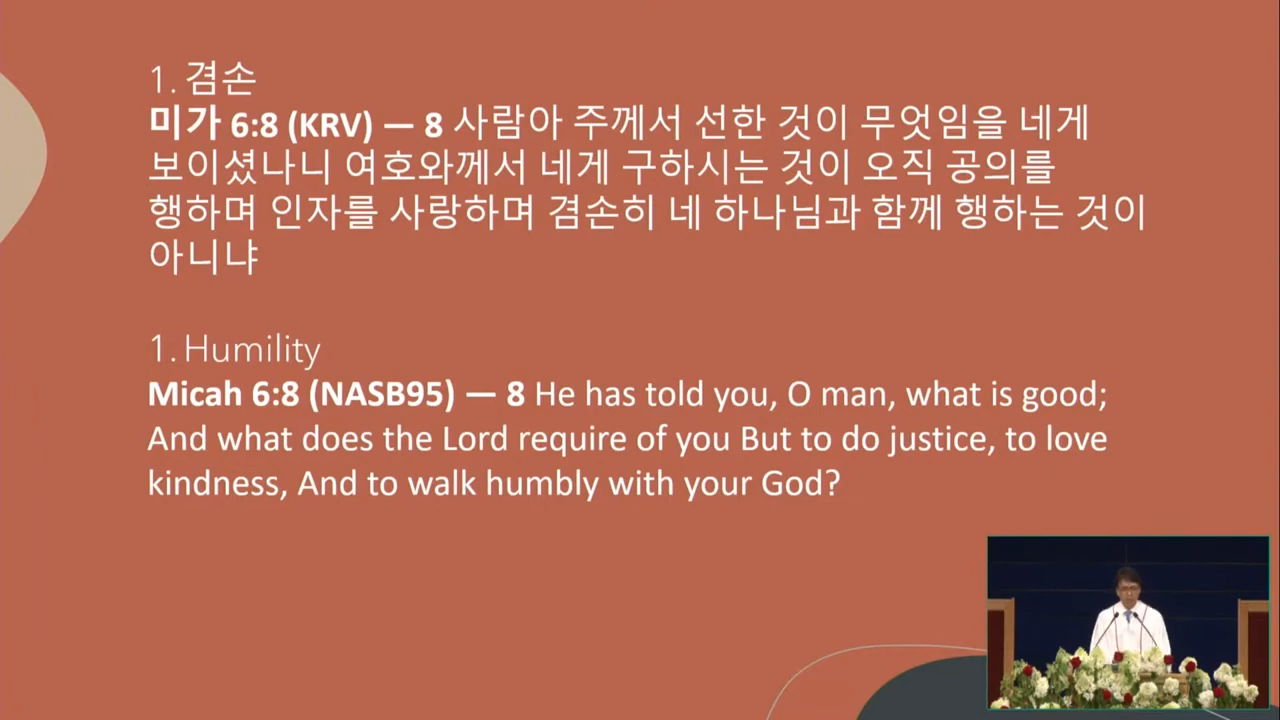 1. 겸손
미가 6:8 (KRV) — 8 사람아 주께서 선한 것이 무엇임을 네게
보이셨나니 여호와께서 네게 구하시는 것이 오직 공의를
행하며 인자를 사랑하며 겸손히 네 하나님과 함께 행하는 것이
아니냐
1. Humility
Micah 6:8 (NASB95) — 8 He has told you, O man, what is good;
And what does the Lord require of you But to do justice, to love
kindness, And to walk humbly with your God?